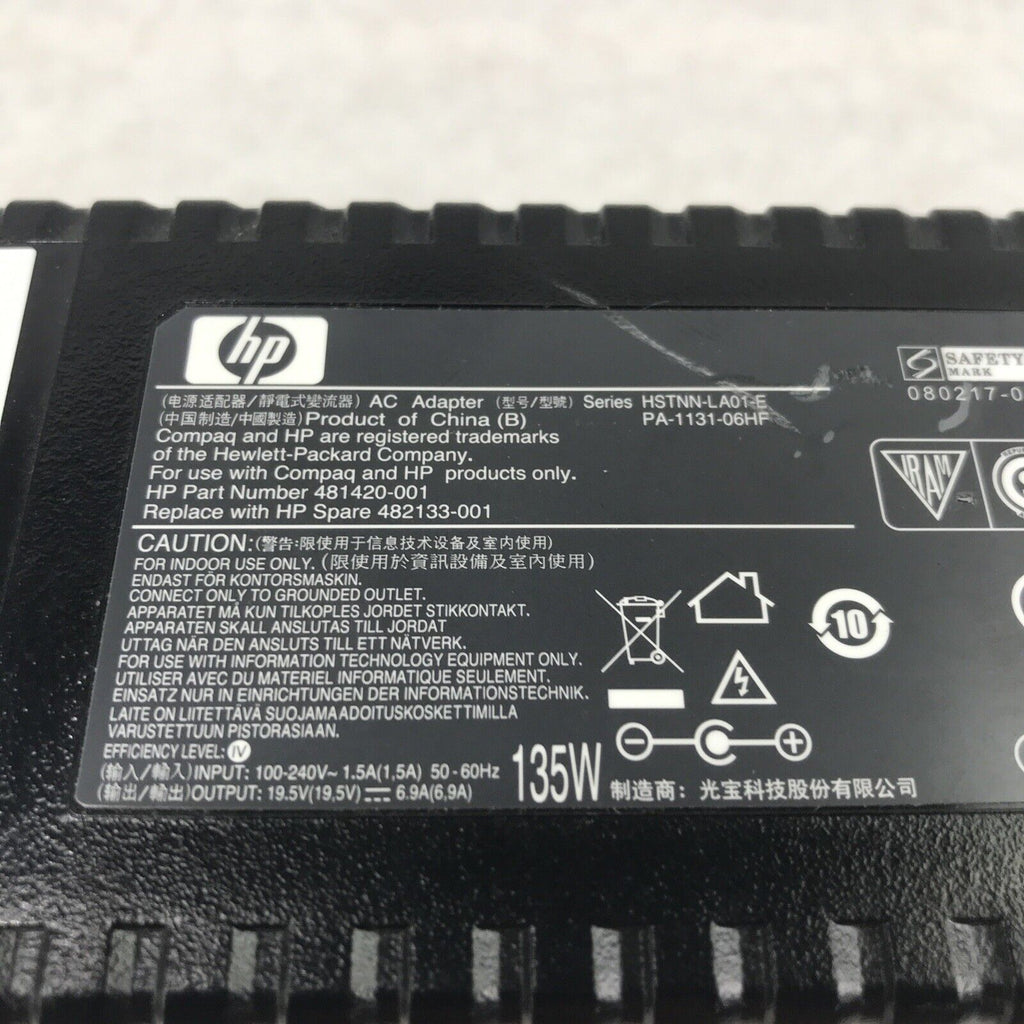 hp
(电源适配器/靜電式變流器) AC Adapter (型号/型號) Series HSTNN-LA01-E
(中国制造/中國製造) Product of China (B) PA-1131-06HF
Compaq and HP are registered trademarks
of the Hewlett-Packard Company.
For use with Compaq and HP products only.
HP Part Number 481420-001
Replace with HP Spare 482133-001
SAFETY
MARK
080217-0
VRAM
CAUTION:(警告:限使用于信息技术设备及室内使用)
FOR INDOOR USE ONLY. (限使用於資訊設備及室內使用)
ENDAST FÖR KONTORSMASKIN.
CONNECT ONLY TO GROUNDED OUTLET.
APPARATET MÅ KUN TILKOPLES JORDET STIKKONTAKT.
APPARATEN SKALL ANSLUTAS TILL JORDAT
UTTAG NÄR DEN ANSLUTS TILL ETT NÄTVERK.
FOR USE WITH INFORMATION TECHNOLOGY EQUIPMENT ONLY.
UTILISER AVEC DU MATERIEL INFORMATIQUE SEULEMENT.
EINSATZ NUR IN EINRICHTUNGEN DER INFORMATIONSTECHNIK.
LAITE ON LIITETTÄVÄ SUOJAMAADOITUSKOSKETTIMILLA
VARUSTETTUUN PISTORASIAAN.
EFFICIENCY LEVEL: IV
(输入/輸入) INPUT: 100-240V~ 1.5A(1,5A) 50-60Hz
(输出/輸出) OUTPUT: 19.5V(19,5V) 6.9A(6,9A)
135W
10
制造商: 光宝科技股份有限公司